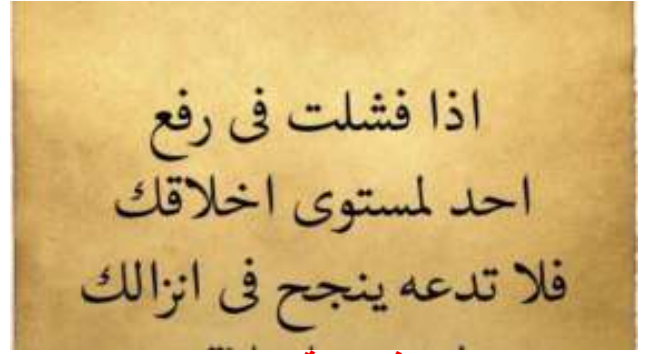 اذا فشلت فى رفع
احد لمستوى اخلاقك
فلا تدعه ينجح فى انزالك